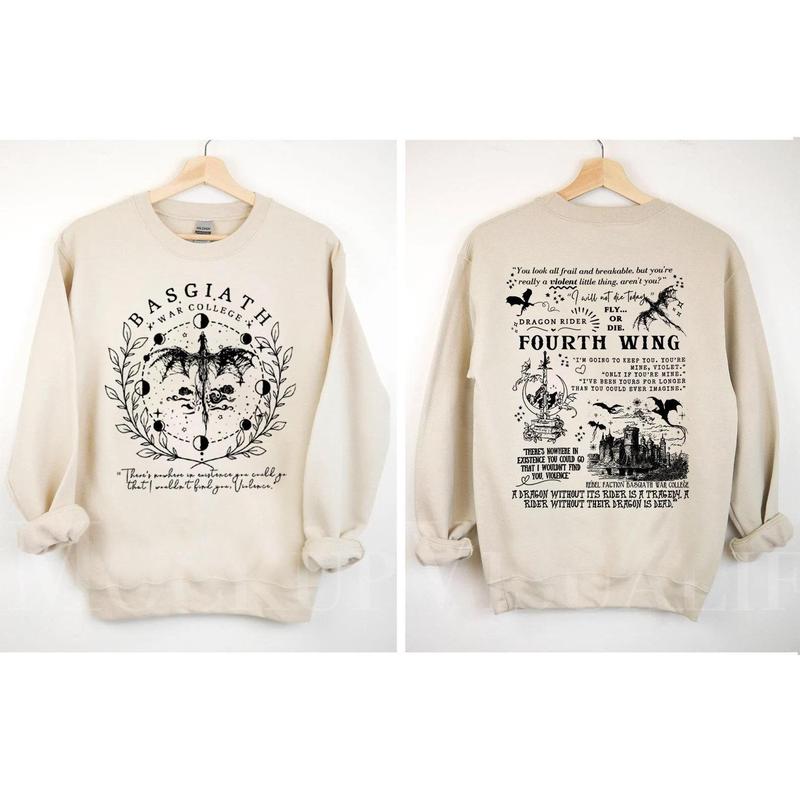 BASGIATH
WAR COLLEGE
"There's nowhere in existence you could go
that I wouldn't find you, Violence."
"You look all frail and breakable, but you're
really a violent little thing, aren't you?"
"I will not die today."
FLY...
OR
DIE.
DRAGON RIDER
FOURTH WING
"I'M GOING TO KEEP YOU. YOU'RE
MINE, VIOLET."
"ONLY IF YOU'RE MINE."
"I'VE BEEN YOURS FOR LONGER
THAN YOU COULD EVER IMAGINE."
"THERE'S NOWHERE IN
EXISTENCE YOU COULD GO
THAT I WOULDN'T FIND
YOU, VIOLENCE"
REBEL FACTION BASGIATH WAR COLLEGE
A DRAGON WITHOUT ITS RIDER IS A TRAGEDY. A
RIDER WITHOUT THEIR DRAGON IS DEAD."
MOCKUP